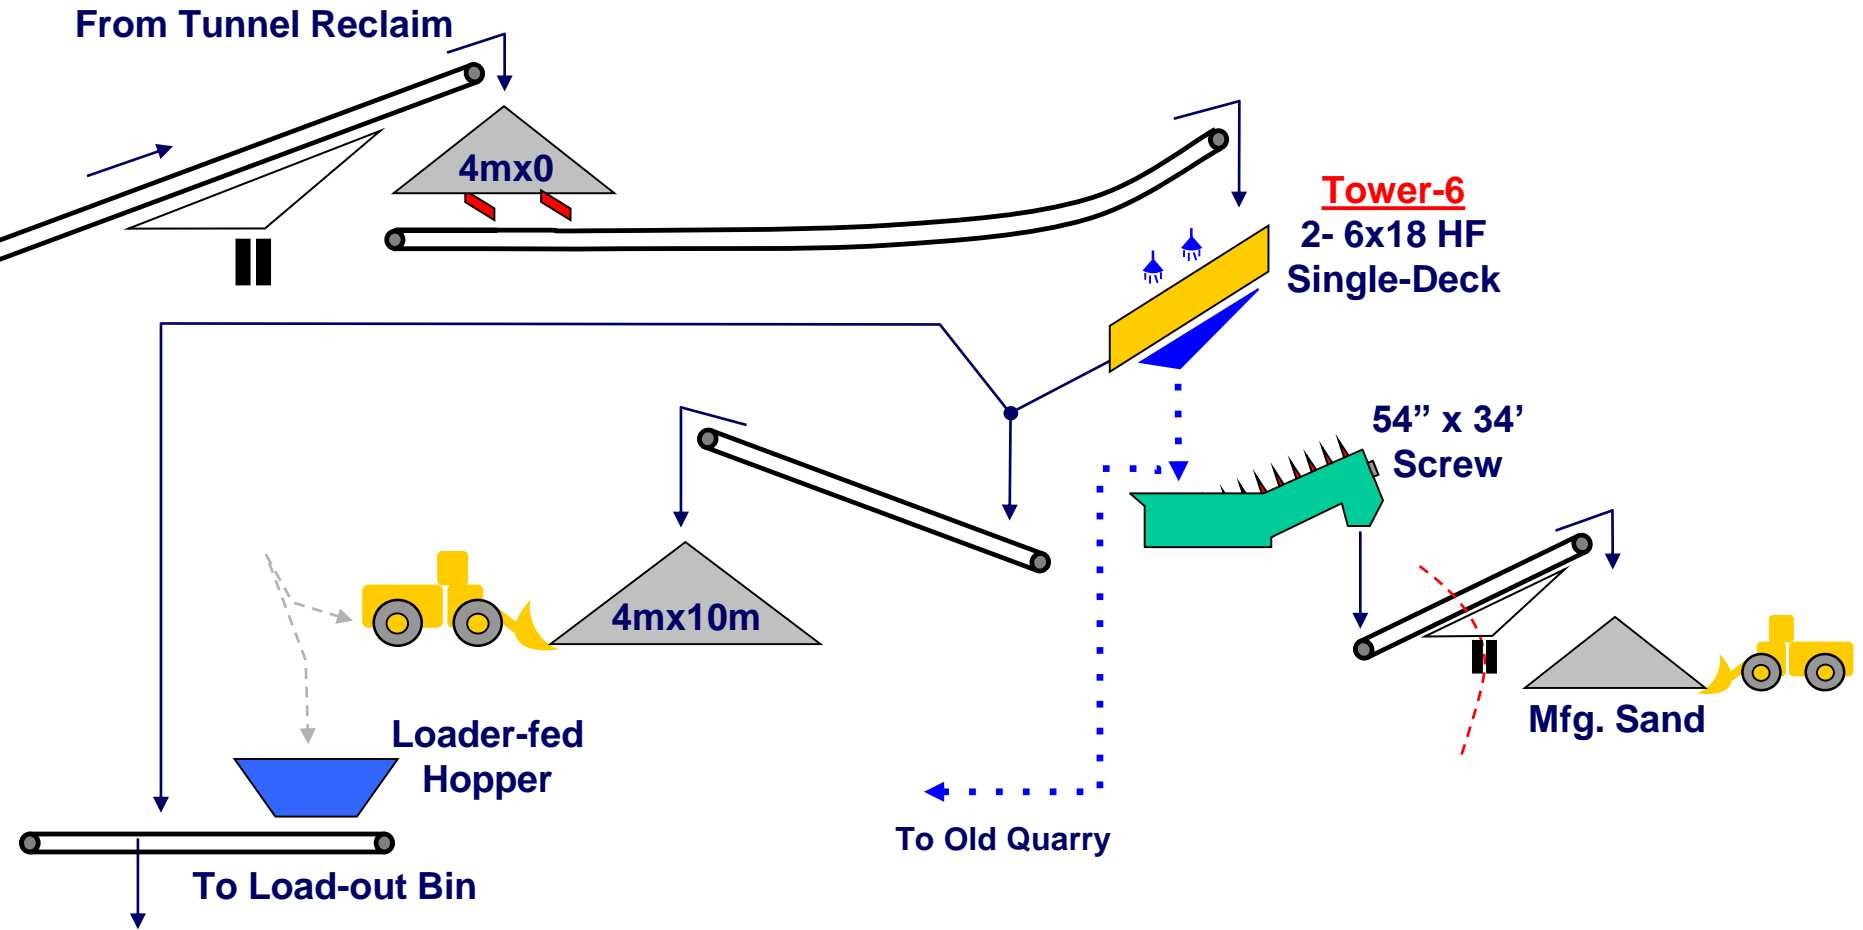 From Tunnel Reclaim
4mx0
Tower-6
2- 6x18 HF
Single-Deck
54” x 34’
Screw
4mx10m
Mfg. Sand
Loader-fed
Hopper
To Old Quarry
To Load-out Bin